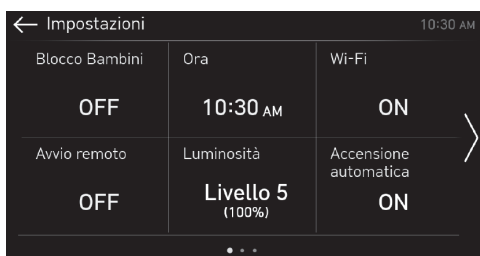 ← Impostazioni 10:30 AM
Blocco Bambini Ora Wi-Fi
OFF 10:30 AM ON
Avvio remoto Luminosità Accensione
automatica
OFF Livello 5 ON
(100%)